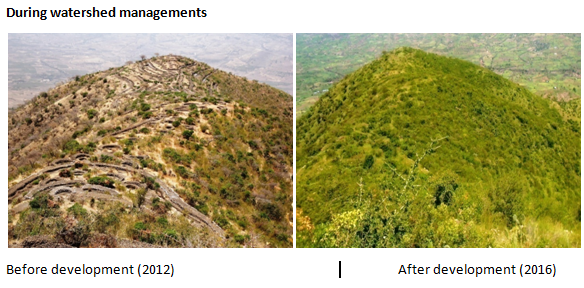 During watershed managements
Before development (2012)
After development (2016)